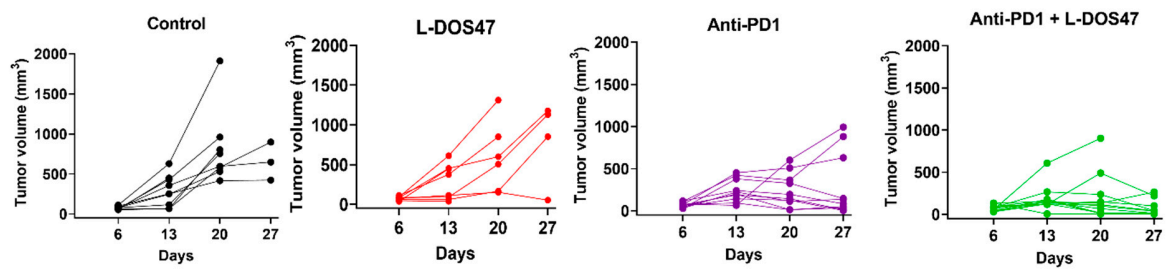 Control
Tumor volume (mm³)
2000
1500
1000
500
0
6 13 20 27
Days
L-DOS47
Tumor volume (mm³)
2000
1500
1000
500
0
6 13 20 27
Days
Anti-PD1
Tumor volume (mm³)
2000
1500
1000
500
0
6 13 20 27
Days
Anti-PD1 + L-DOS47
Tumor volume (mm³)
2000
1500
1000
500
0
6 13 20 27
Days